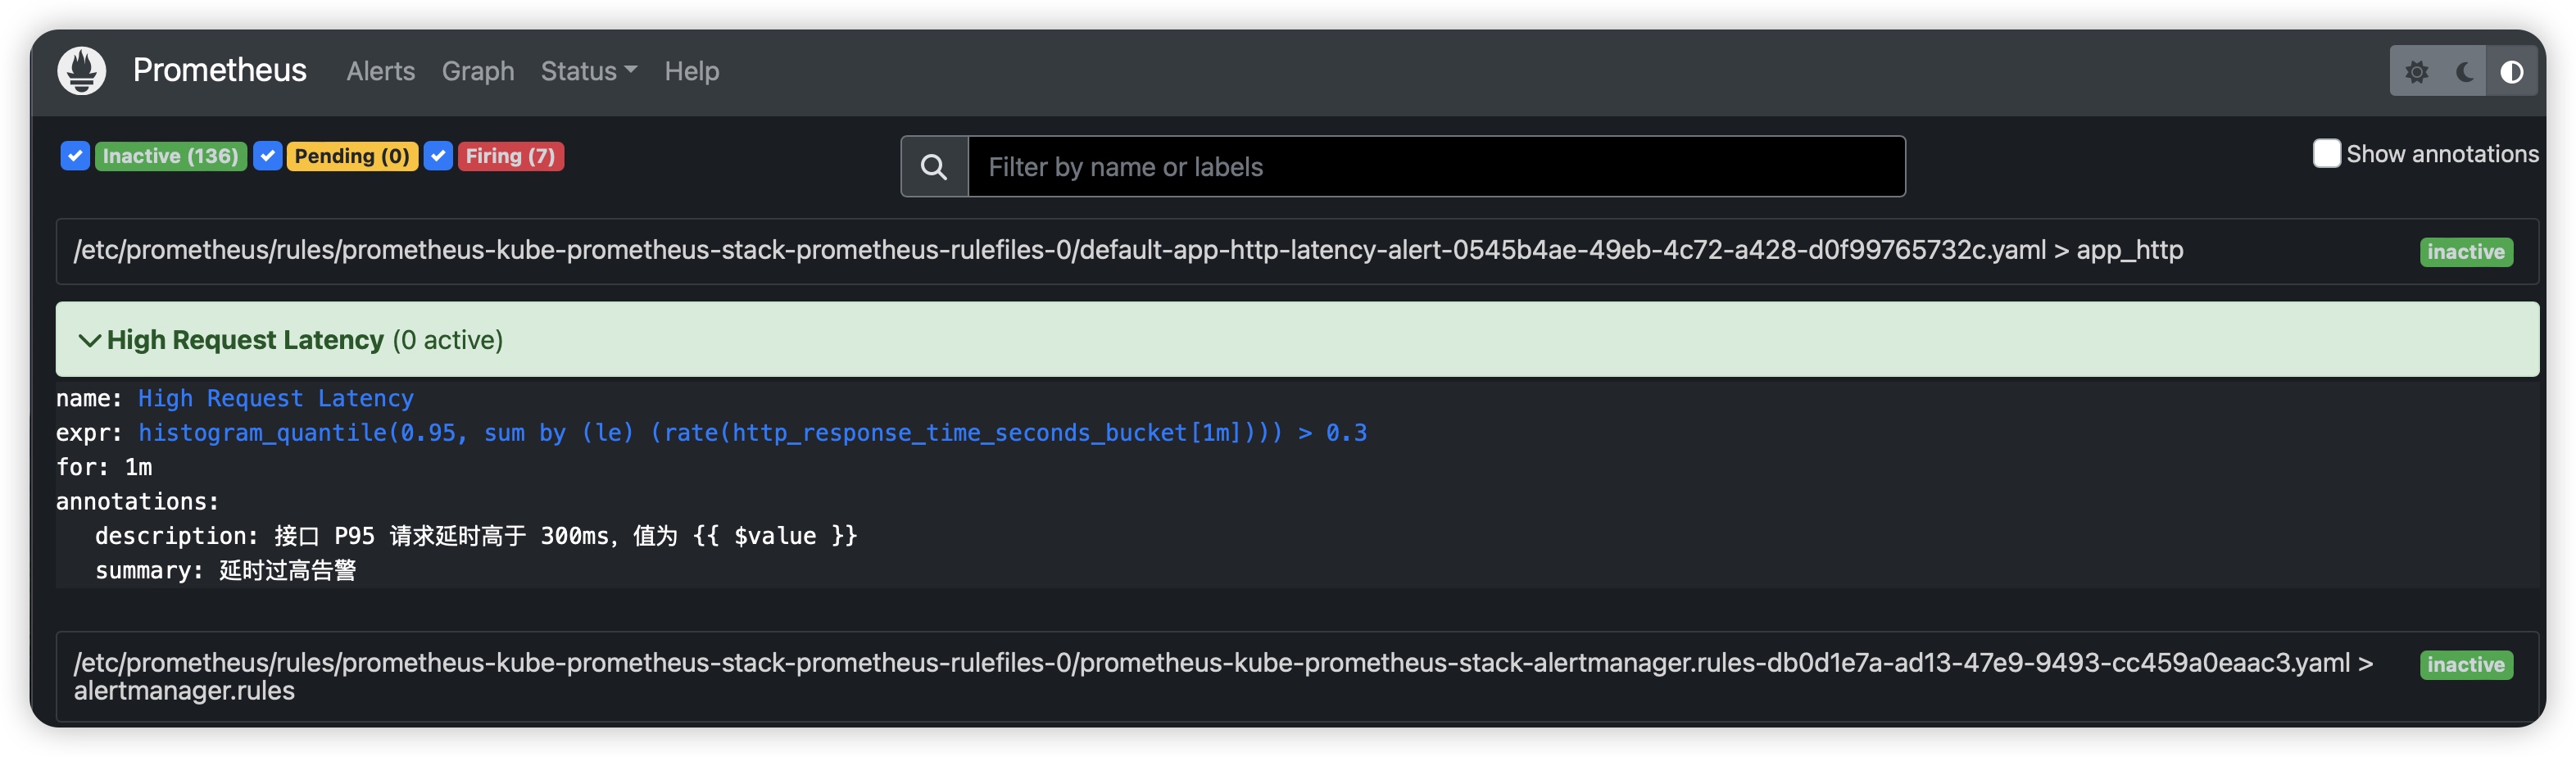 Prometheus Alerts Graph Status Help
Inactive (136) Pending (0) Firing (7) Filter by name or labels Show annotations
/etc/prometheus/rules/prometheus-kube-prometheus-stack-prometheus-rulefiles-0/default-app-http-latency-alert-0545b4ae-49eb-4c72-a428-d0f99765732c.yaml > app_http inactive
High Request Latency (0 active)
name: High Request Latency
expr: histogram_quantile(0.95, sum by (le) (rate(http_response_time_seconds_bucket[1m]))) > 0.3
for: 1m
annotations:
description: 接口 P95 请求延时高于 300ms, 值为 {{ $value }}
summary: 延时过高告警
/etc/prometheus/rules/prometheus-kube-prometheus-stack-prometheus-rulefiles-0/prometheus-kube-prometheus-stack-alertmanager.rules-db0d1e7a-ad13-47e9-9493-cc459a0eaac3.yaml > inactive
alertmanager.rules